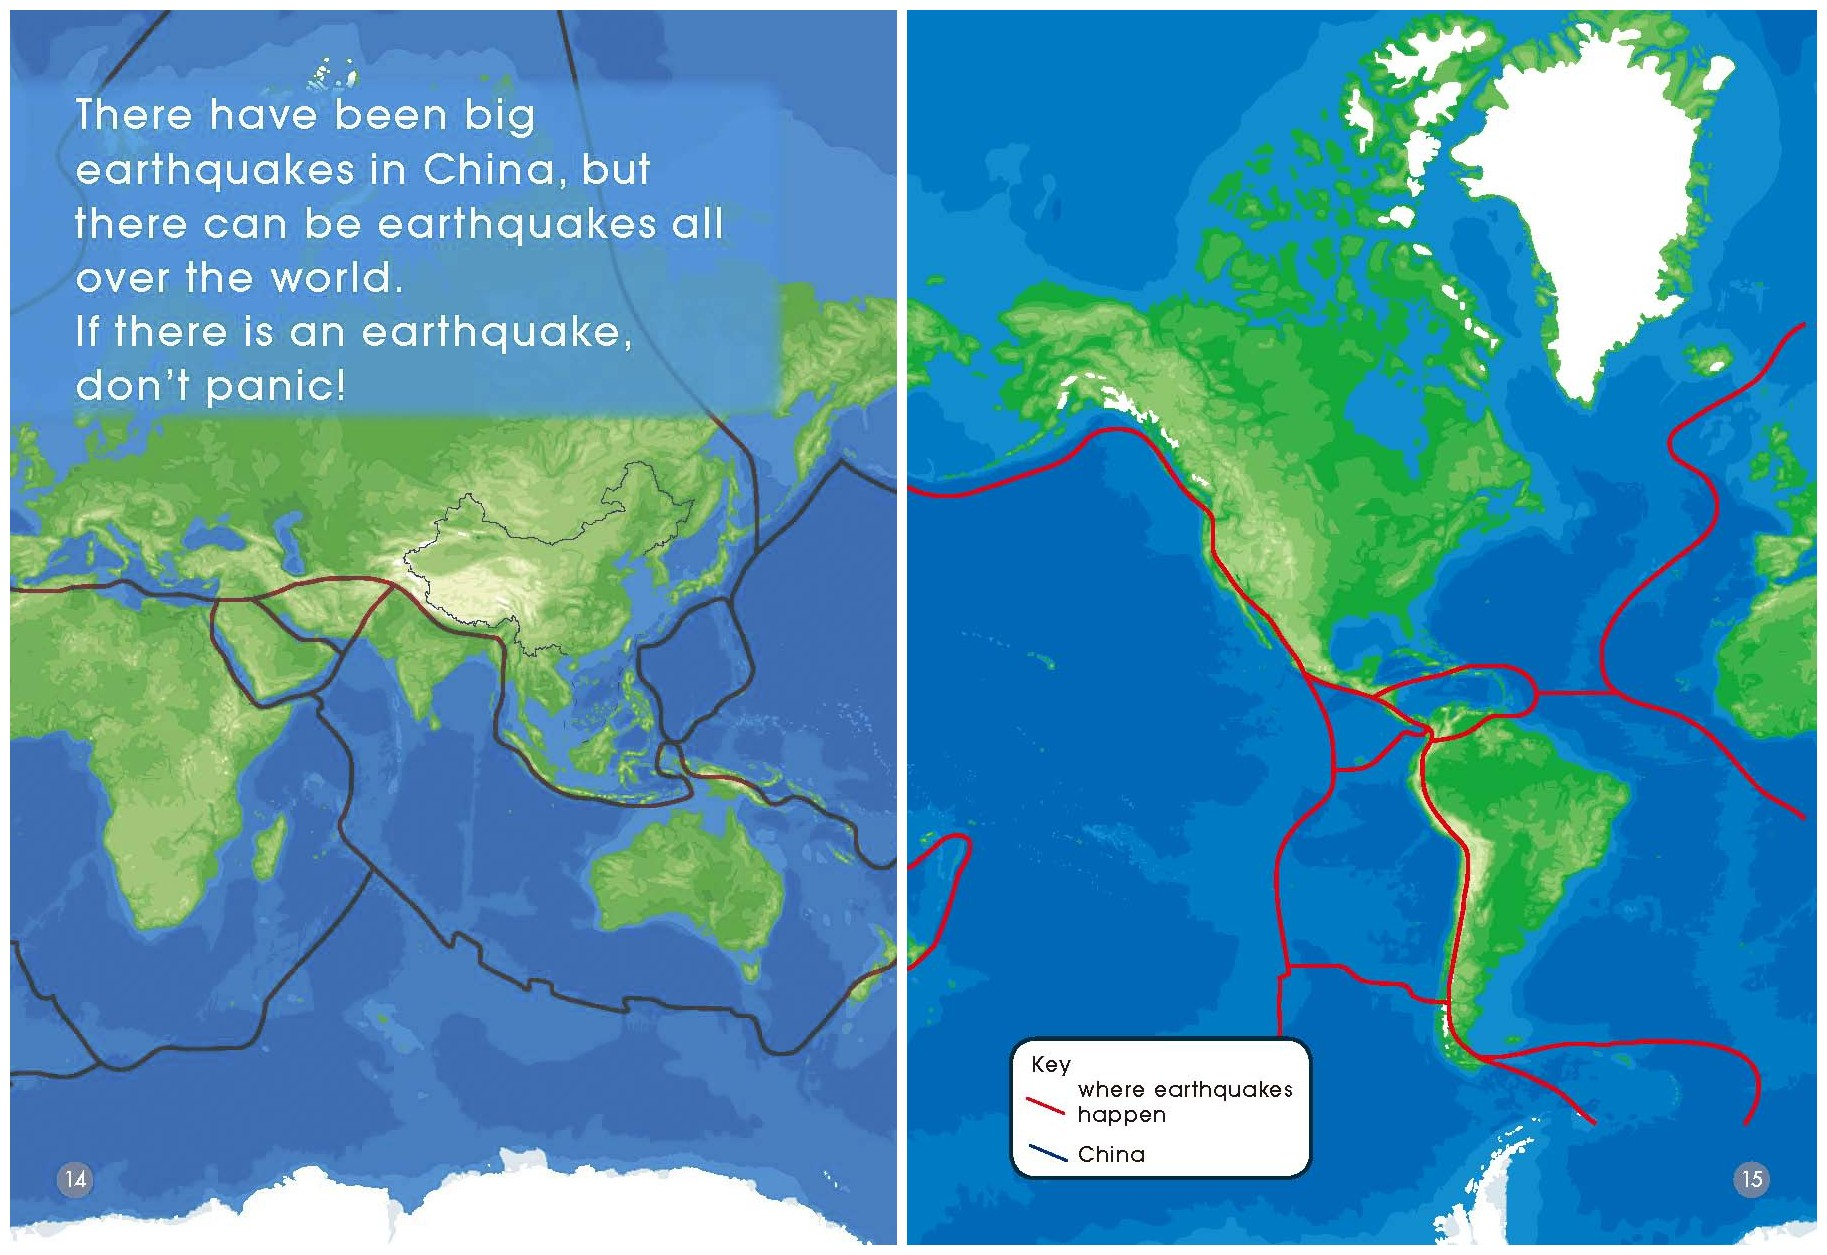 There have been big
earthquakes in China, but
there can be earthquakes all
over the world.
If there is an earthquake,
don't panic!
14
Key
where earthquakes
happen
China
15